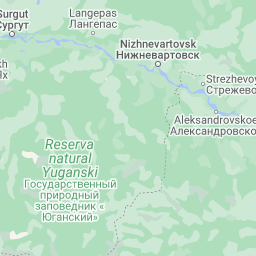 Surgut
Сургут
Langepas
Лангепас
Nizhnevartovsk
Нижневартовск
Strezhevoy
Стрежево
Aleksandrovskoe
Александровско
Reserva
natural
Yuganski
Государственный
природный
заповедник «
Юганский»